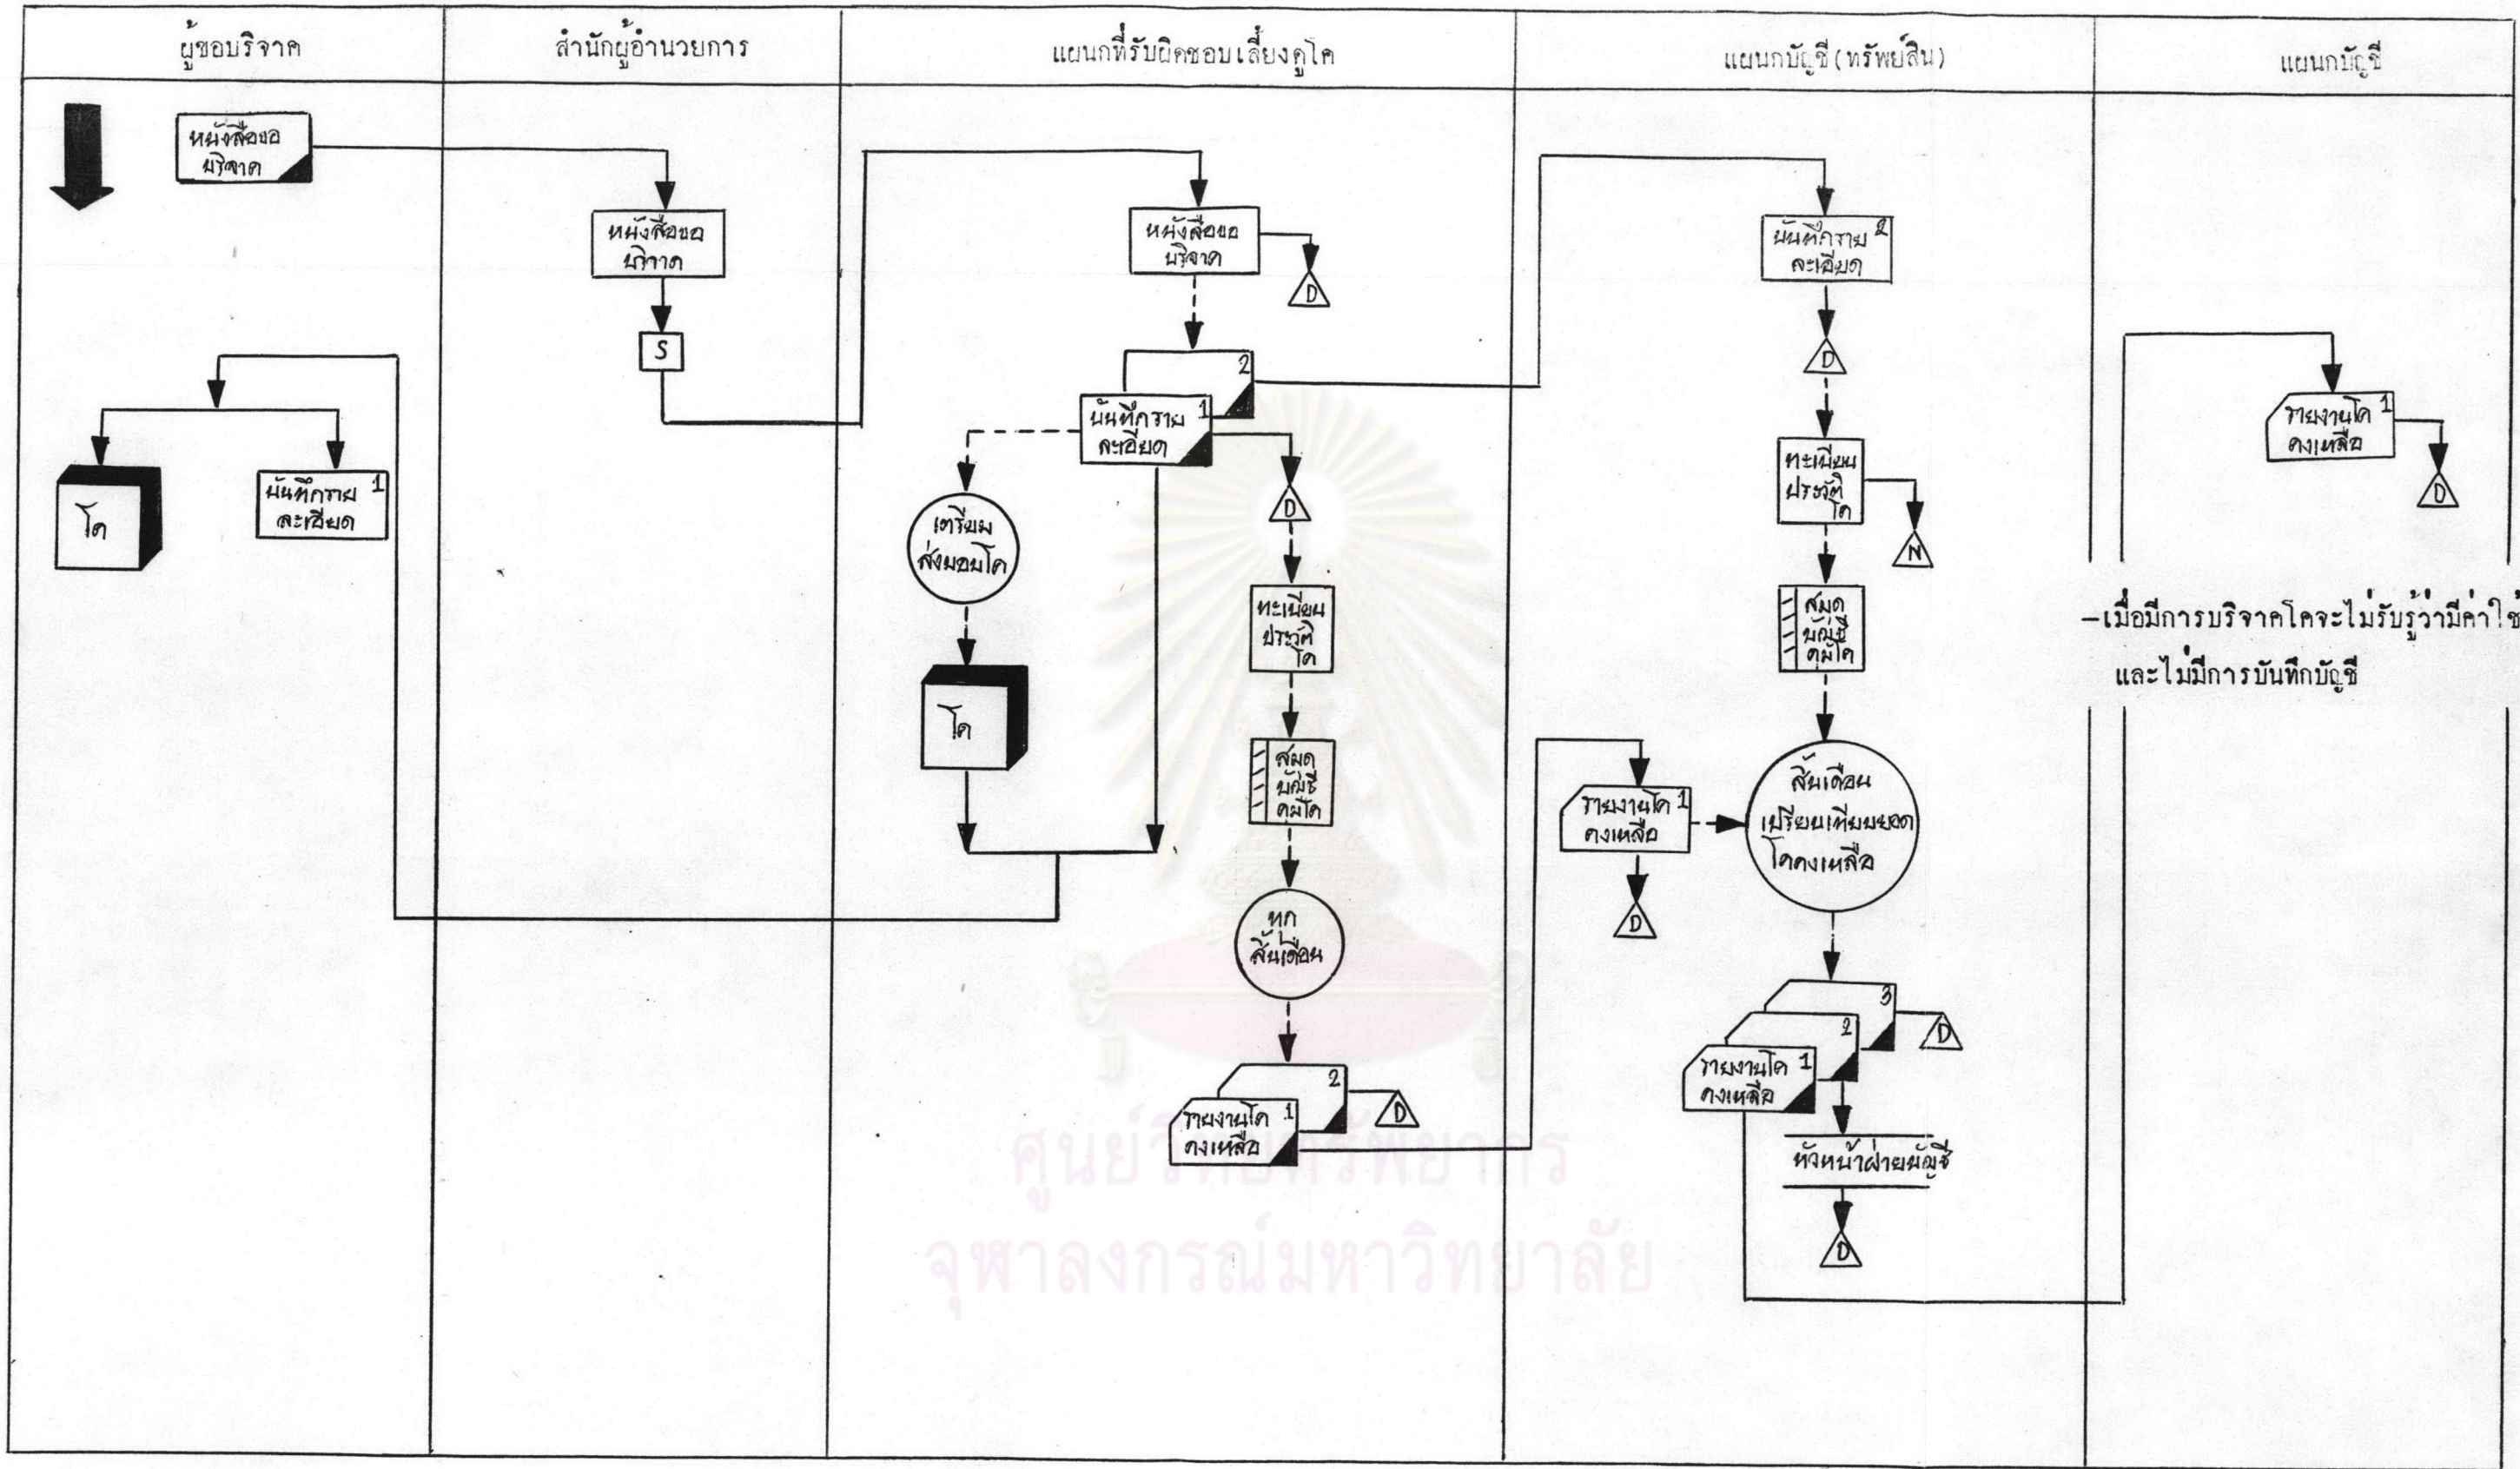 ผู้ขอบริจาค
สำนักผู้อำนวยการ
แผนกที่รับผิดชอบเลี้ยงดูโค
แผนกบัญชี(ทรัพย์สิน)
แผนกบัญชี
หนังสือขอ
บริจาค
หนังสือขอ
บริจาค
S
โค
บันทึกราย 1
ละเอียด
หนังสือขอ
บริจาค
D
2
บันทึกราย 1
ละเอียด
เตรียม
ส่งมอบโค
โค
D
ทะเบียน
ประวัติ
โค
สมุด
บัญชี
คุมโค
ทุก
สิ้นเดือน
2
D
รายงานโค 1
คงเหลือ
บันทึกราย 2
ละเอียด
D
ทะเบียน
ประวัติ
โค
N
สมุด
บัญชี
คุมโค
รายงานโค 1
คงเหลือ
D
สิ้นเดือน
เปรียบเทียบยอด
โคคงเหลือ
3
D
2
รายงานโค 1
คงเหลือ
หัวหน้าฝ่ายบัญชี
D
รายงานโค 1
คงเหลือ
D
-เมื่อมีการบริจาคโคจะไม่รับรู้ว่ามีค่าใช้
และไม่มีการบันทึกบัญชี
ศูนย์วิทยทรัพยากร
จุฬาลงกรณ์มหาวิทยาลัย